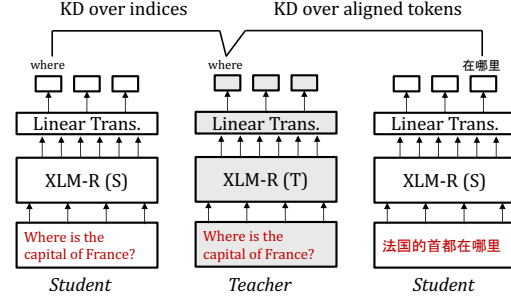 KD over indices KD over aligned tokens
where where 在哪里
Linear Trans. Linear Trans. Linear Trans.
XLM-R (S) XLM-R (T) XLM-R (S)
Where is the
capital of France?
Where is the
capital of France?
法国的首都在哪里
Student Teacher Student